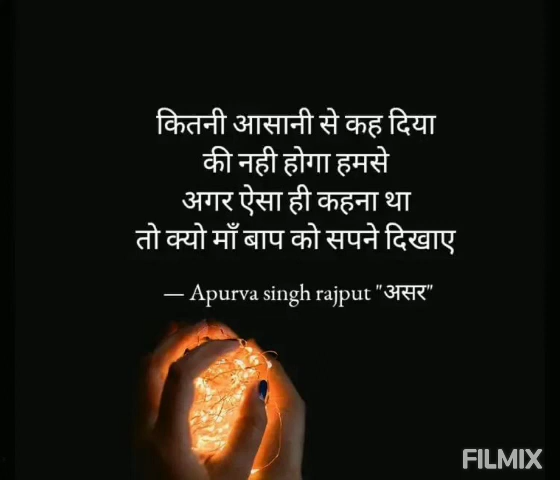 कितनी आसानी से कह दिया
की नही होगा हमसे
अगर ऐसा ही कहना था
तो क्यो माँ बाप को सपने दिखाए
— Apurva singh rajput "असर"
FILMIX